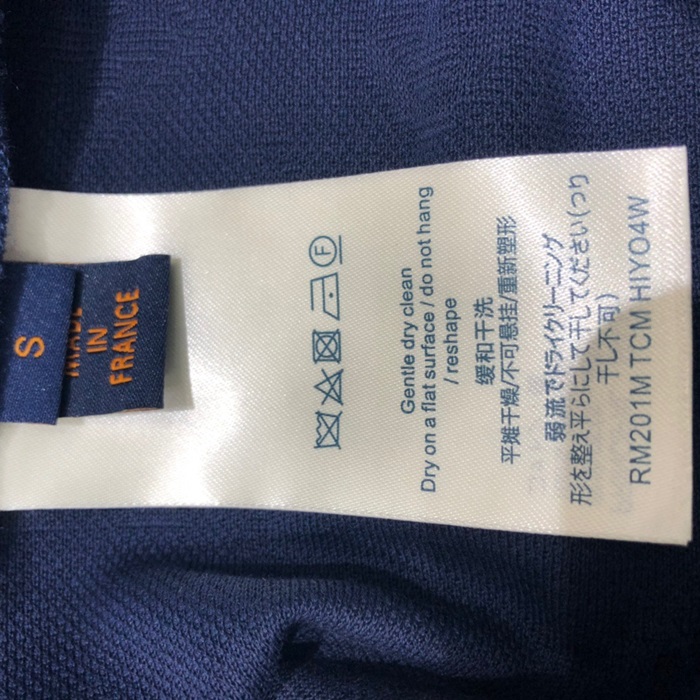 S
MADE
IN
FRANCE
F
Gentle dry clean
Dry on a flat surface / do not hang
/ reshape
缓和干洗
平摊干燥/不可悬挂/重新塑形
弱流でドライクリーニング
形を整え平らにして干してください(つり
干し不可)
RM201M TCM HIYO4W